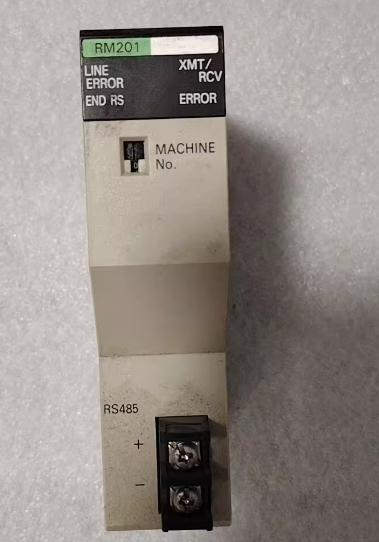 RM201
LINE ERROR
XMT/ RCV
END RS
ERROR
MACHINE No.
RS485
+
−